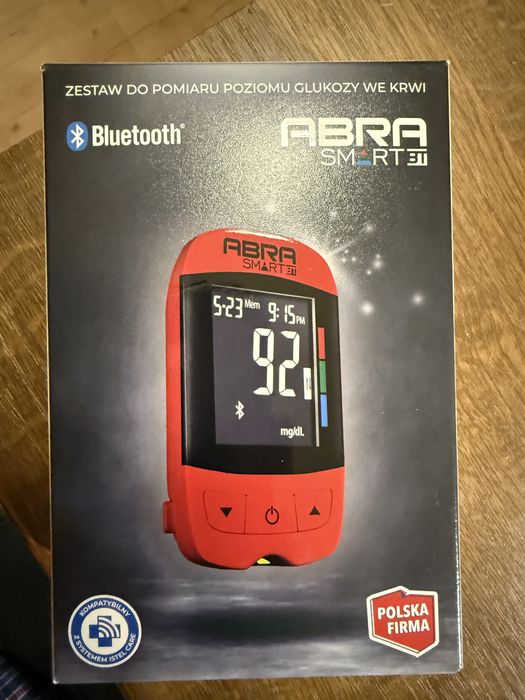 ZESTAW DO POMIARU POZIOMU GLUKOZY WE KRWI
Bluetooth®
ABRA
SMART BT
ABRA
SMART BT
5-23 Mem 9:15 PM
92
mg/dL
KOMPATYBILNY
Z SYSTEMEM ISTEL CARE
POLSKA
FIRMA